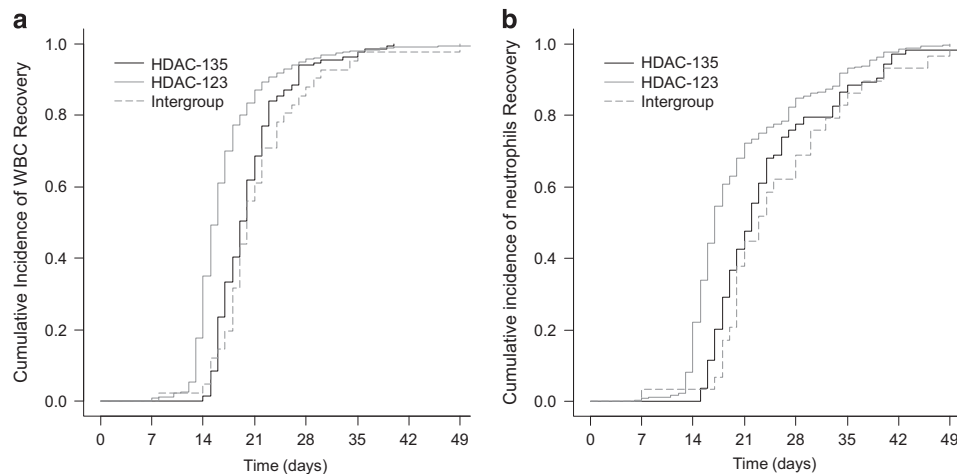 a
Cumulative Incidence of WBC Recovery
1.0
0.8
0.6
0.4
0.2
0.0
HDAC-135
HDAC-123
Intergroup
0 7 14 21 28 35 42 49
Time (days)
b
Cumulative incidence of neutrophils Recovery
1.0
0.8
0.6
0.4
0.2
0.0
HDAC-135
HDAC-123
Intergroup
0 7 14 21 28 35 42 49
Time (days)